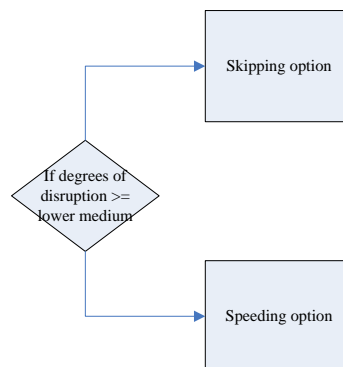 Skipping option
If degrees of
disruption >=
lower medium
Speeding option